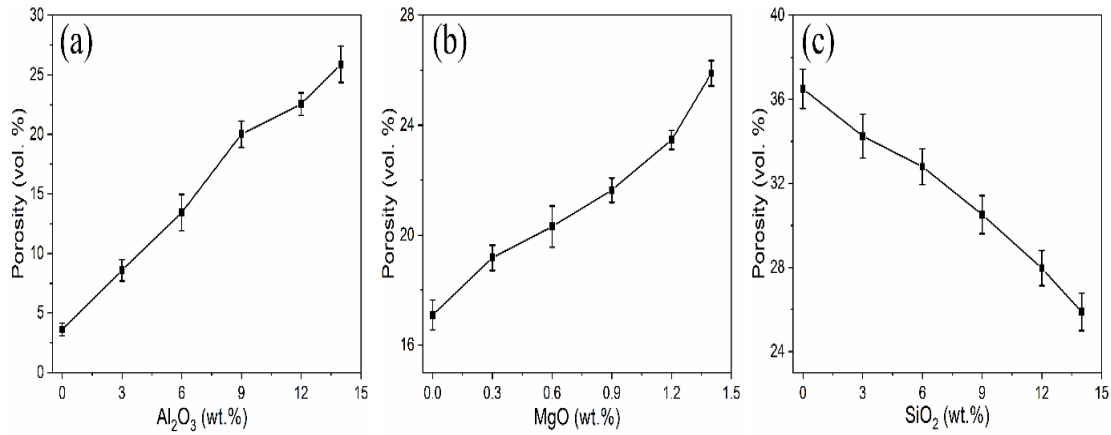 (a)
Porosity (vol. %)
30
25
20
15
10
5
0
0 3 6 9 12 15
Al₂O₃ (wt.%)
(b)
Porosity (vol. %)
28
24
20
16
0.0 0.3 0.6 0.9 1.2 1.5
MgO (wt.%)
(c)
Porosity (vol. %)
40
36
32
28
24
0 3 6 9 12 15
SiO₂ (wt.%)